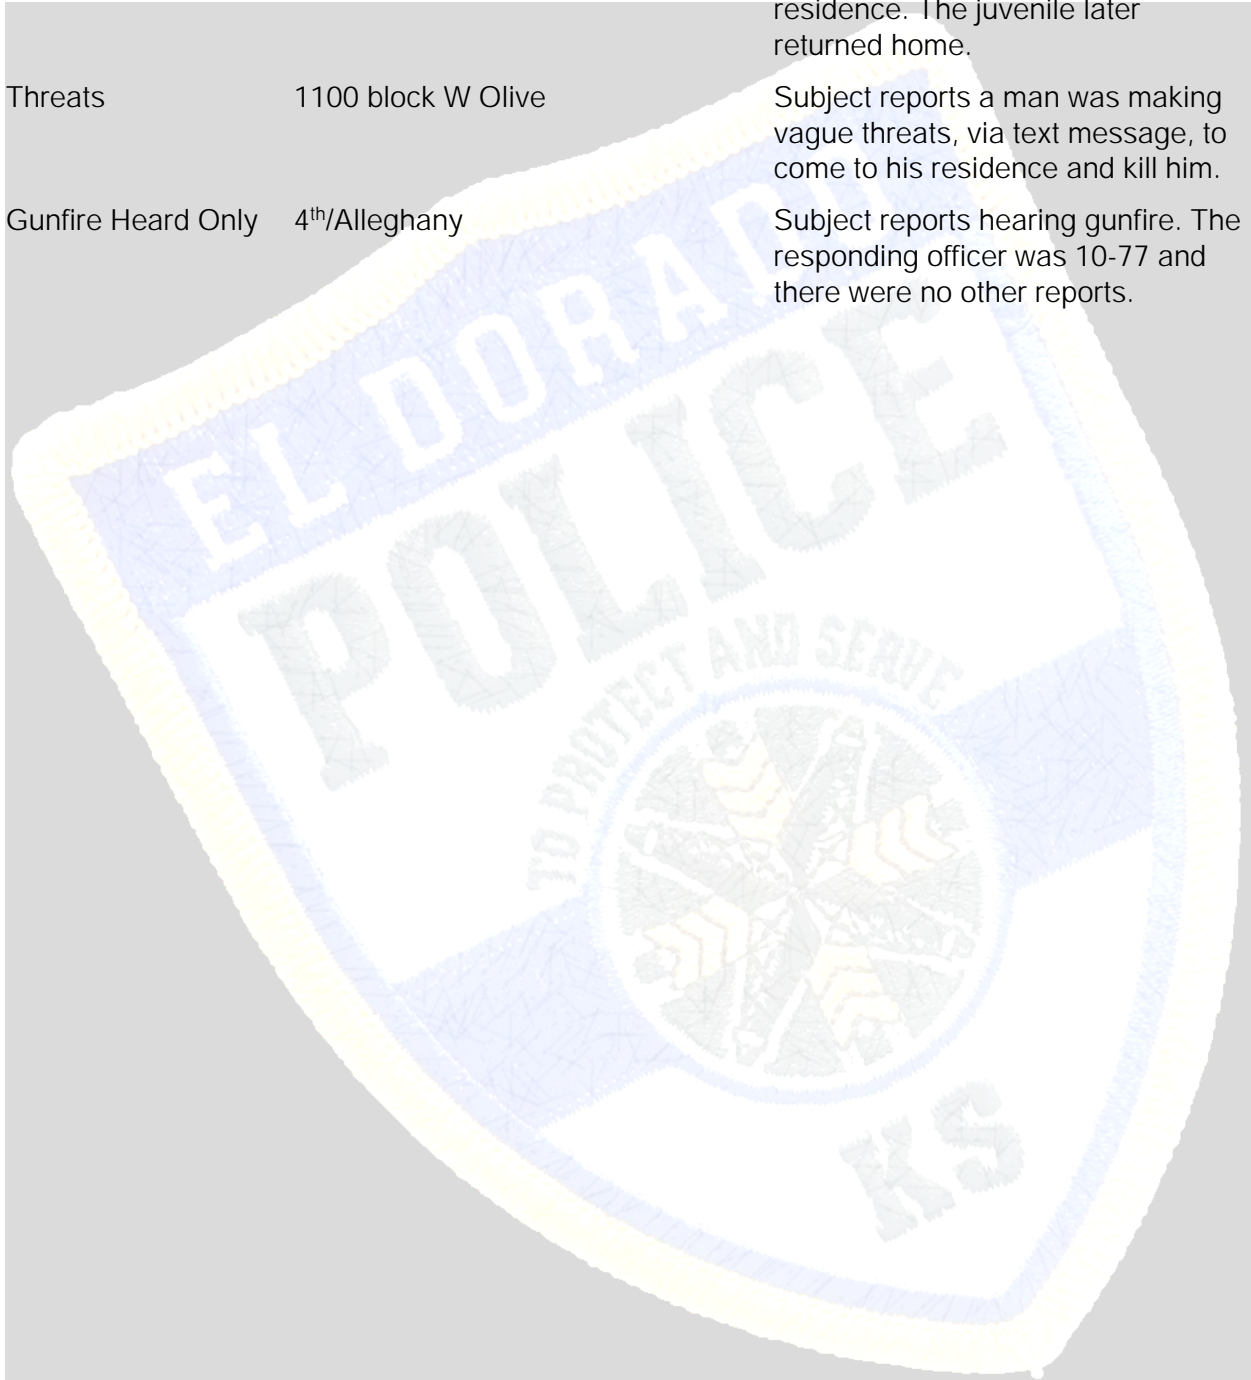 residence. The juvenile later
returned home.
Threats 1100 block W Olive Subject reports a man was making
vague threats, via text message, to
come to his residence and kill him.
Gunfire Heard Only 4th/Alleghany Subject reports hearing gunfire. The
responding officer was 10-77 and
there were no other reports.
EL DORADO
POLICE
TO PROTECT AND SERVE
KS